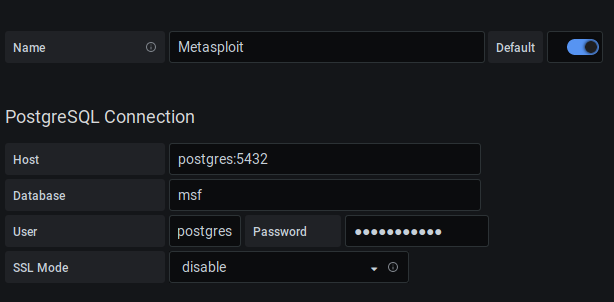 Name Metasploit Default
PostgreSQL Connection
Host postgres:5432
Database msf
User postgres Password •••••••••••
SSL Mode disable